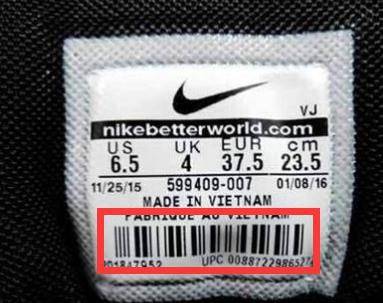 VJ
nikebetterworld.com
US UK EUR cm
6.5 4 37.5 23.5
11/25/15 599409-007 01/08/16
MADE IN VIETNAM
FABRIQUE AU VIETNAM
UPC